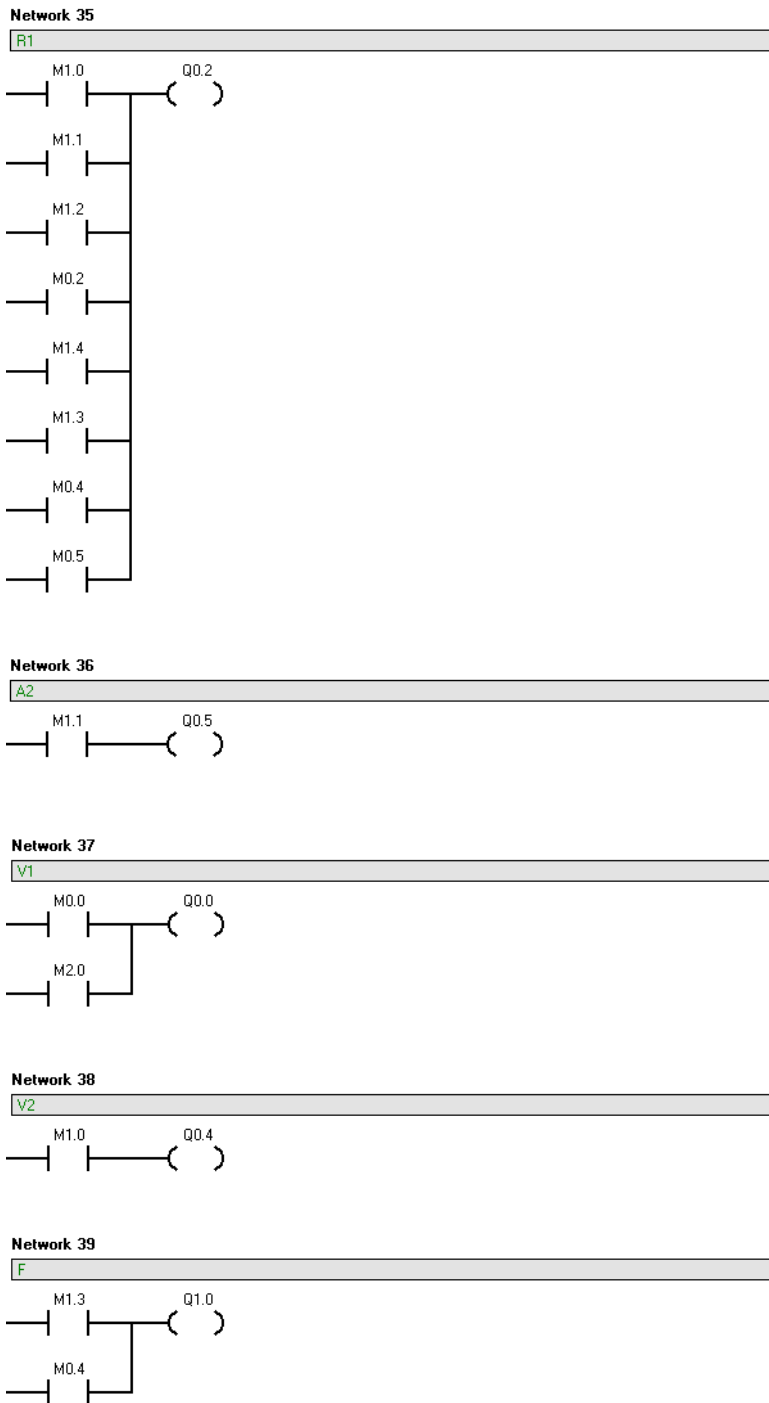 Network 35
R1
M1.0 Q0.2
M1.1
M1.2
M0.2
M1.4
M1.3
M0.4
M0.5
Network 36
A2
M1.1 Q0.5
Network 37
V1
M0.0 Q0.0
M2.0
Network 38
V2
M1.0 Q0.4
Network 39
F
M1.3 Q1.0
M0.4